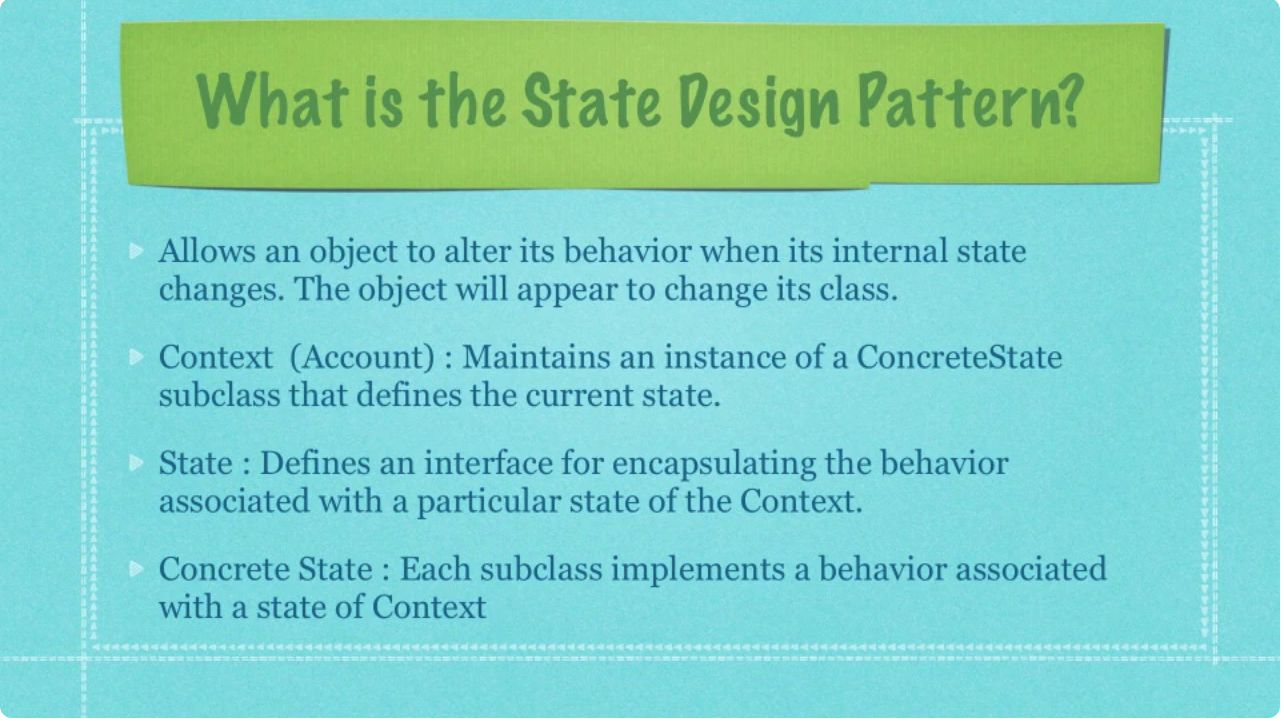 What is the State Design Pattern?
Allows an object to alter its behavior when its internal state
changes. The object will appear to change its class.
Context  (Account) : Maintains an instance of a ConcreteState
subclass that defines the current state.
State : Defines an interface for encapsulating the behavior
associated with a particular state of the Context.
Concrete State : Each subclass implements a behavior associated
with a state of Context